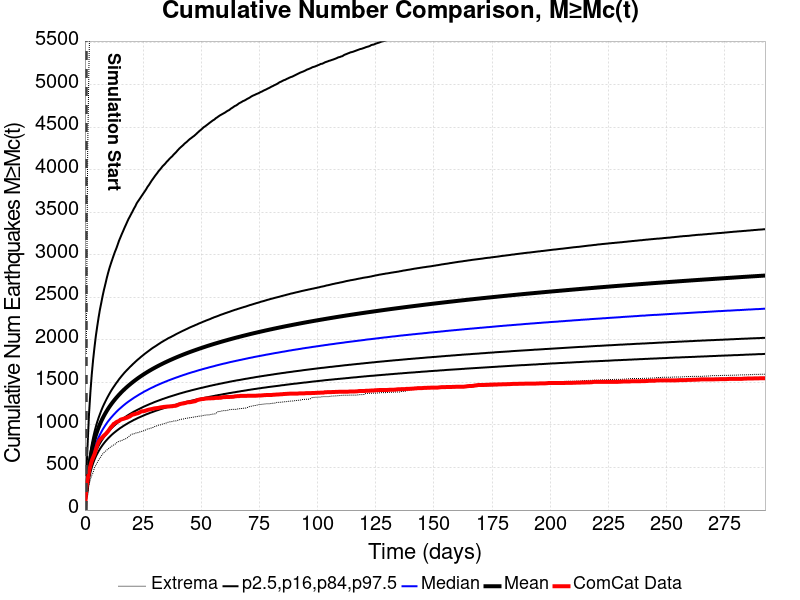 Cumulative Number Comparison, M≥Mc(t)
Cumulative Num Earthquakes M≥Mc(t)
5500
5000
4500
4000
3500
3000
2500
2000
1500
1000
500
0
Simulation Start
0 25 50 75 100 125 150 175 200 225 250 275
Time (days)
Extrema p2.5,p16,p84,p97.5 Median Mean ComCat Data